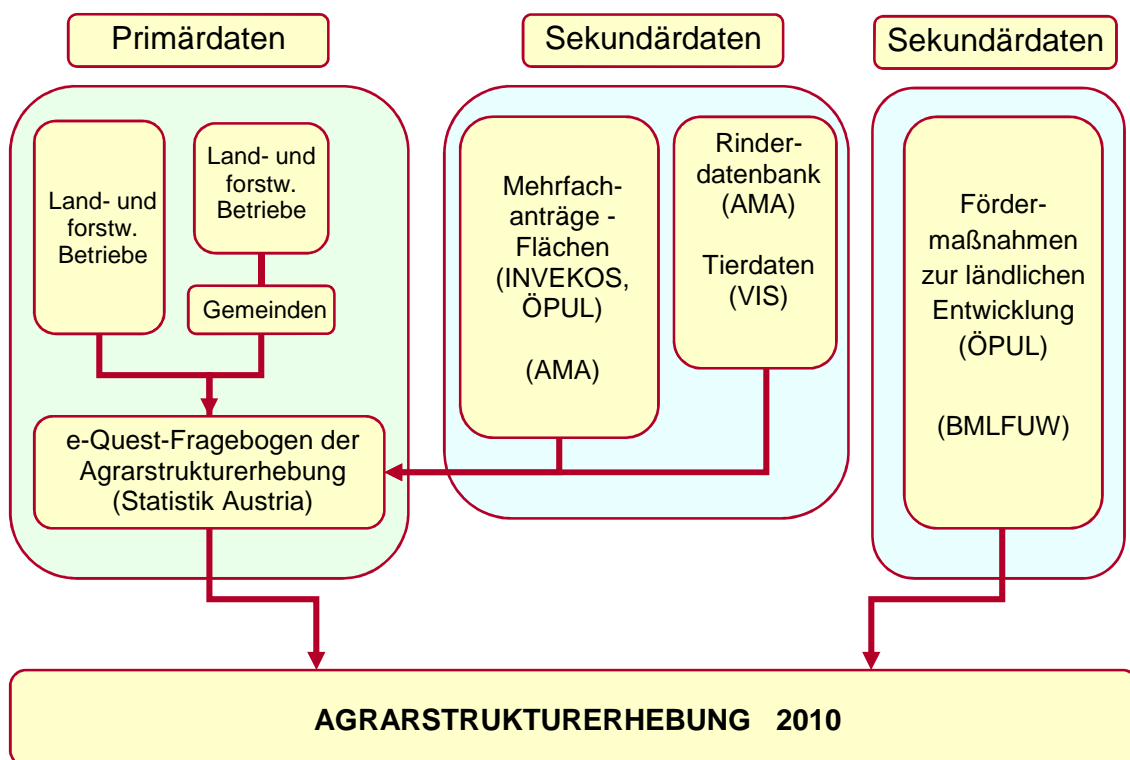 Primärdaten
Sekundärdaten
Sekundärdaten
Land- und
forstw.
Betriebe
Land- und
forstw.
Betriebe
Gemeinden
e-Quest-Fragebogen der
Agrarstrukturerhebung
(Statistik Austria)
Mehrfach-
anträge -
Flächen
(INVEKOS,
ÖPUL)
(AMA)
Rinder-
datenbank
(AMA)
Tierdaten
(VIS)
Förder-
maßnahmen
zur ländlichen
Entwicklung
(ÖPUL)
(BMLFUW)
AGRARSTRUKTURERHEBUNG 2010